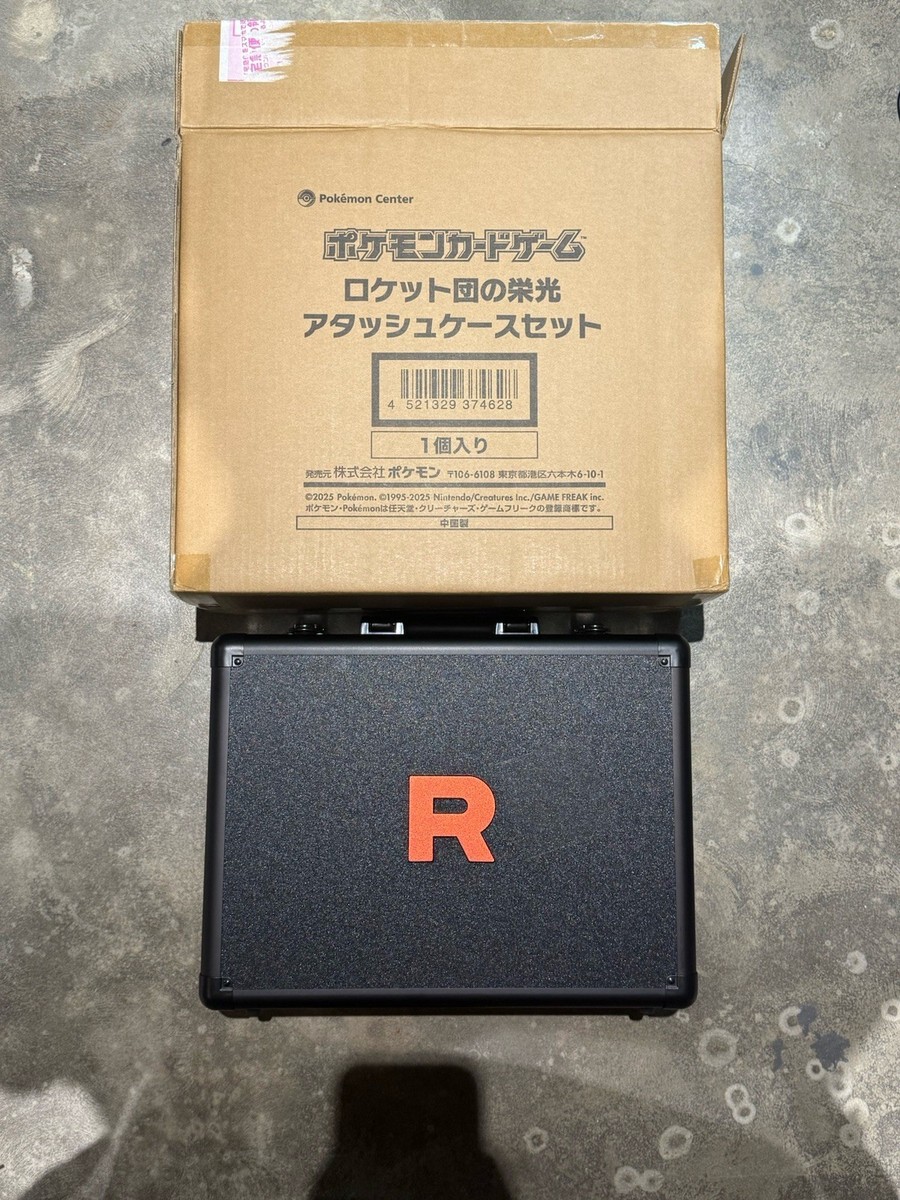 Pokémon Center
ポケモンカードゲーム™
ロケット団の栄光
アタッシュケースセット
4 521329 374628
1個入り
発売元 株式会社 ポケモン 〒106-6108 東京都港区六本木6-10-1
©2025 Pokémon. ©1995-2025 Nintendo/Creatures Inc./GAME FREAK inc.
ポケモン・Pokémonは任天堂・クリーチャーズ・ゲームフリークの登録商標です。
中国製
R